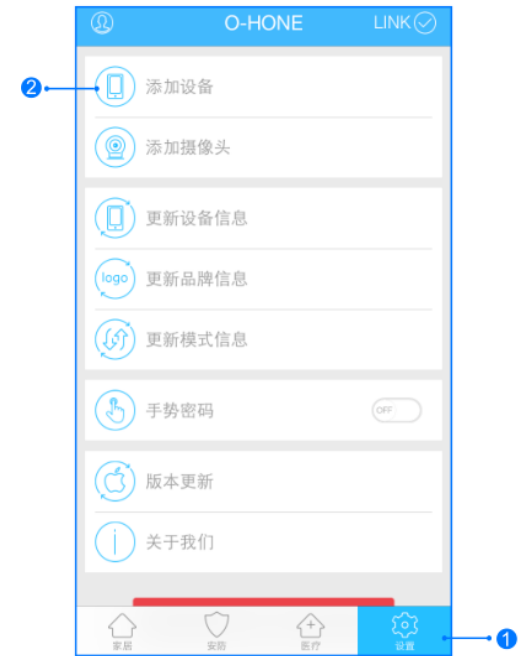 O-HONE LINK
2 添加设备
添加摄像头
更新设备信息
logo 更新品牌信息
更新模式信息
手势密码 OFF
版本更新
关于我们
家居 安防 医疗 设置 1